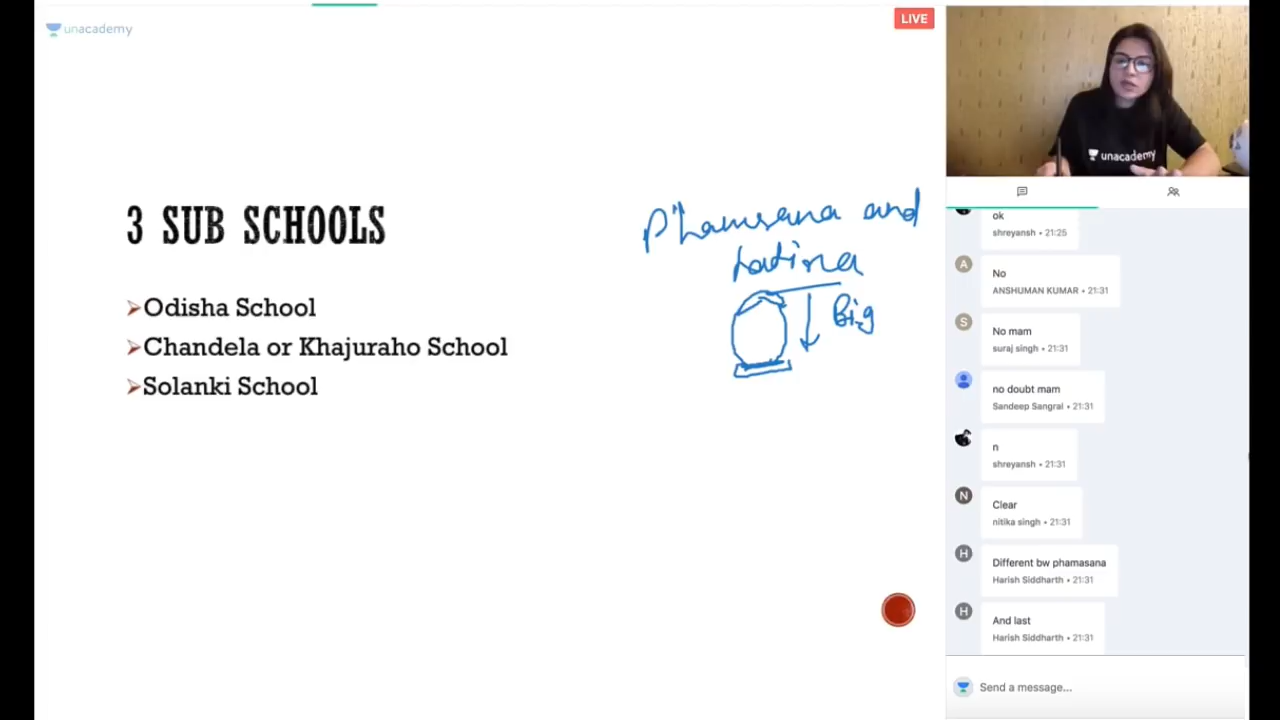 unacademy
LIVE
3 SUB SCHOOLS
Odisha School
Chandela or Khajuraho School
Solanki School
Phamsana and
Latina
Big
unacademy
ok
shreyansh • 21:25
A
No
ANSHUMAN KUMAR • 21:31
S
No mam
suraj singh • 21:31
no doubt mam
Sandeep Sangral • 21:31
n
shreyansh • 21:31
N
Clear
nitika singh • 21:31
H
Different bw phamasana
Harish Siddharth • 21:31
H
And last
Harish Siddharth • 21:31
Send a message...